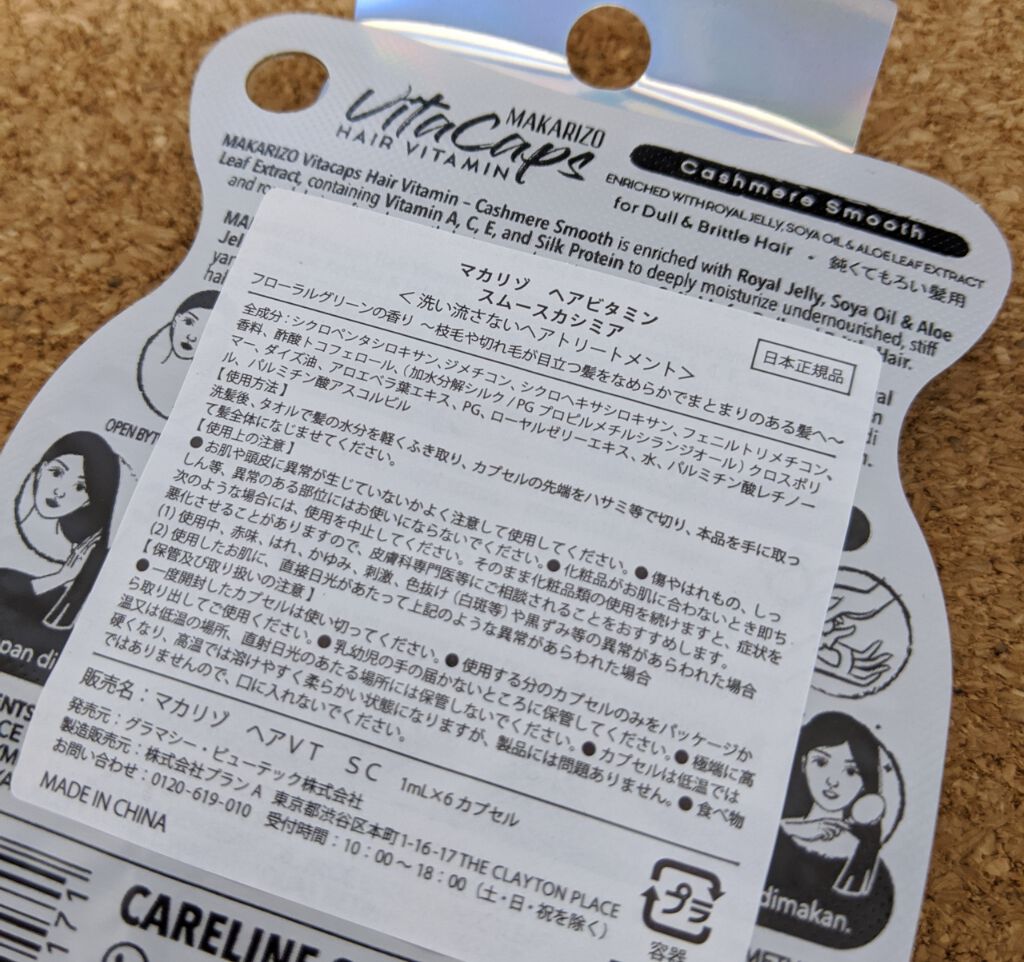 VitaCaps
MAKARIZO
HAIR VITAMIN
Cashmere Smooth
ENRICHED WITH ROYAL JELLY, SOYA OIL & ALOE LEAF EXTRACT
for Dull & Brittle Hair ・ 鈍くてもろい髪用
MAKARIZO Vitacaps Hair Vitamin – Cashmere Smooth is enriched with Royal Jelly, Soya Oil & Aloe
Leaf Extract, containing Vitamin A, C, E, and Silk Protein to deeply moisturize undernourished, stiff
and
Hair.
マカリゾ ヘアビタミン
スムースカシミア
<洗い流さないヘアトリートメント>
日本正規品
フローラルグリーンの香り ～枝毛や切れ毛が目立つ髪をなめらかでまとまりのある髪へ～
全成分：シクロペンタシロキサン、ジメチコン、シクロヘキサシロキサン、フェニルトリメチコン、
香料、酢酸トコフェロール、（加水分解シルク/PGプロピルメチルシランジオール）クロスポリ
マー、ダイズ油、アロエベラ葉エキス、PG、ローヤルゼリーエキス、水、パルミチン酸レチノー
ル、パルミチン酸アスコルビル
【使用方法】
洗髪後、タオルで髪の水分を軽くふき取り、カプセルの先端をハサミ等で切り、本品を手に取っ
て髪全体になじませてください。
【使用上の注意】
●お肌や頭皮に異常が生じていないかよく注意して使用してください。●傷やはれもの、しっ
しん等、異常のある部位にはお使いにならないでください。●化粧品がお肌に合わないとき即ち
次のような場合には、使用を中止してください。そのまま化粧品類の使用を続けますと、症状を
悪化させることがありますので、皮膚科専門医等にご相談されることをおすすめします。
(1) 使用中、赤味、はれ、かゆみ、刺激、色抜け（白斑等）や黒ずみ等の異常があらわれた場合
(2) 使用したお肌に、直接日光があたって上記のような異常があらわれた場合
【保管及び取り扱いの注意】
●一度開封したカプセルは使い切ってください。●使用する分のカプセルのみをパッケージか
ら取り出してご使用ください。●乳幼児の手の届かないところに保管してください。●極端に高
温又は低温の場所、直射日光のあたる場所には保管しないでください。●カプセルは低温では
硬くなり、高温では溶けやすく柔らかい状態になりますが、製品には問題ありません。●食べ物
ではありませんので、口に入れないでください。
販売名：マカリゾ ヘアVT SC 1mL×6カプセル
発売元：グラマシー・ビューテック株式会社
製造販売元：株式会社プランA 東京都渋谷区本町1-16-17 THE CLAYTON PLACE
お問い合わせ：0120-619-010 受付時間：10：00～18：00（土・日・祝を除く）
MADE IN CHINA
プラ
容器
OPEN BY
dimakan.
CARELINE
171